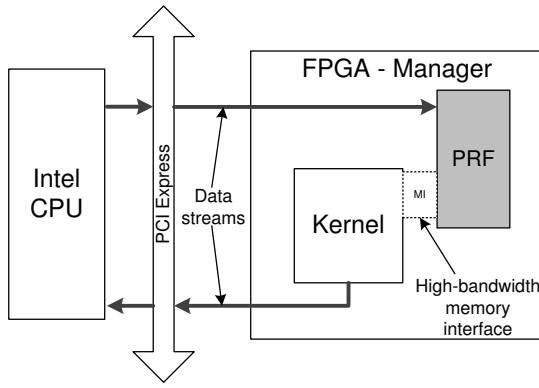 FPGA - Manager
Intel
CPU
PCI Express
Data
streams
Kernel
MI
PRF
High-bandwidth
memory
interface